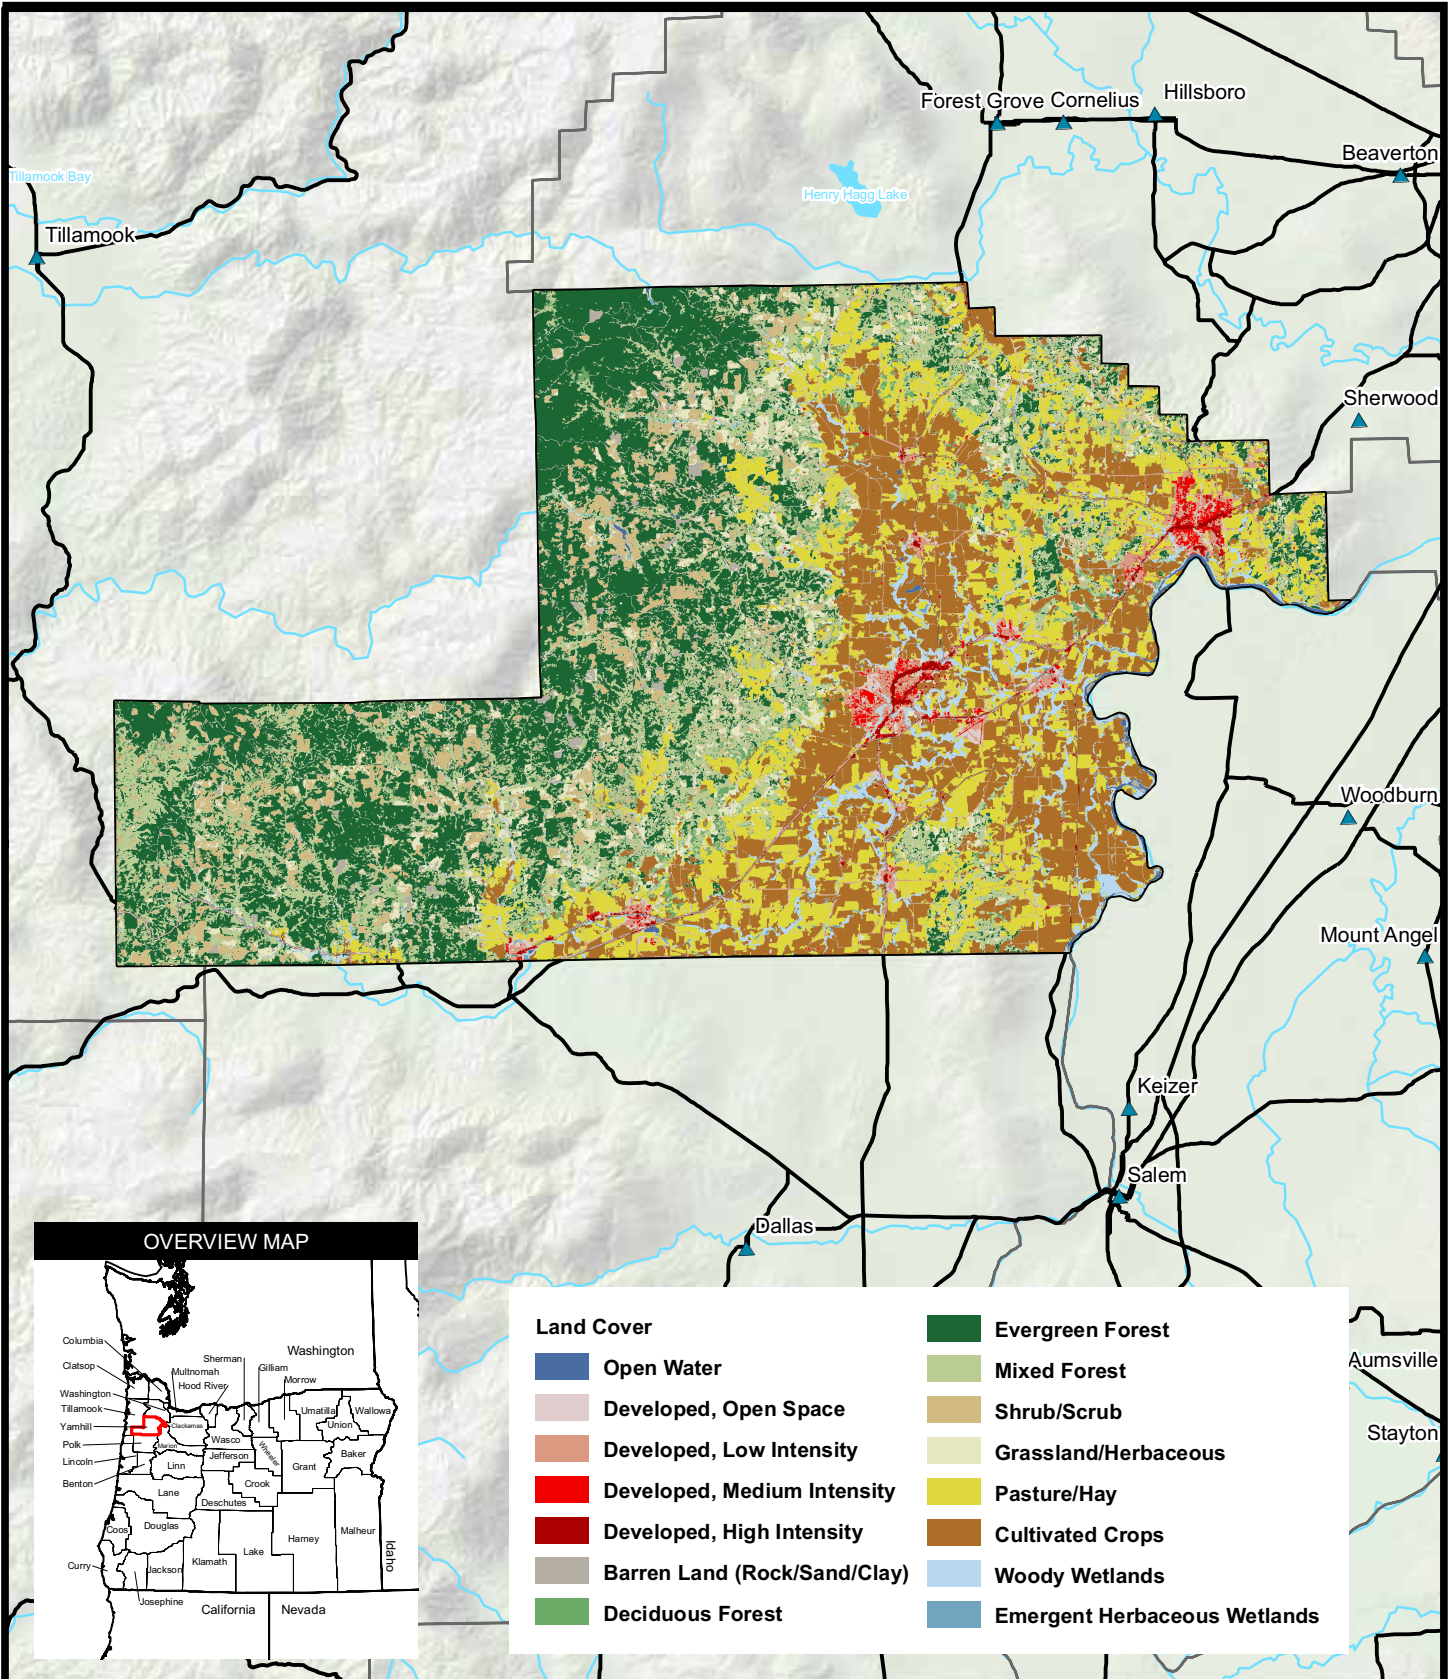 Forest Grove
Cornelius
Hillsboro
Beaverton
Tillamook Bay
Henry Hagg Lake
Tillamook
Sherwood
Woodburn
Mount Angel
Keizer
Salem
Dallas
Aumsville
Stayton
OVERVIEW MAP
Columbia
Clatsop
Washington
Tillamook
Yamhill
Polk
Lincoln
Benton
Multnomah
Hood River
Sherman
Gilliam
Morrow
Washington
Umatilla
Wallowa
Union
Clackamas
Marion
Wasco
Jefferson
Wheeler
Grant
Baker
Linn
Crook
Lane
Deschutes
Coos
Douglas
Harney
Malheur
Idaho
Curry
Jackson
Klamath
Lake
Josephine
California
Nevada
Land Cover
Open Water
Developed, Open Space
Developed, Low Intensity
Developed, Medium Intensity
Developed, High Intensity
Barren Land (Rock/Sand/Clay)
Deciduous Forest
Evergreen Forest
Mixed Forest
Shrub/Scrub
Grassland/Herbaceous
Pasture/Hay
Cultivated Crops
Woody Wetlands
Emergent Herbaceous Wetlands